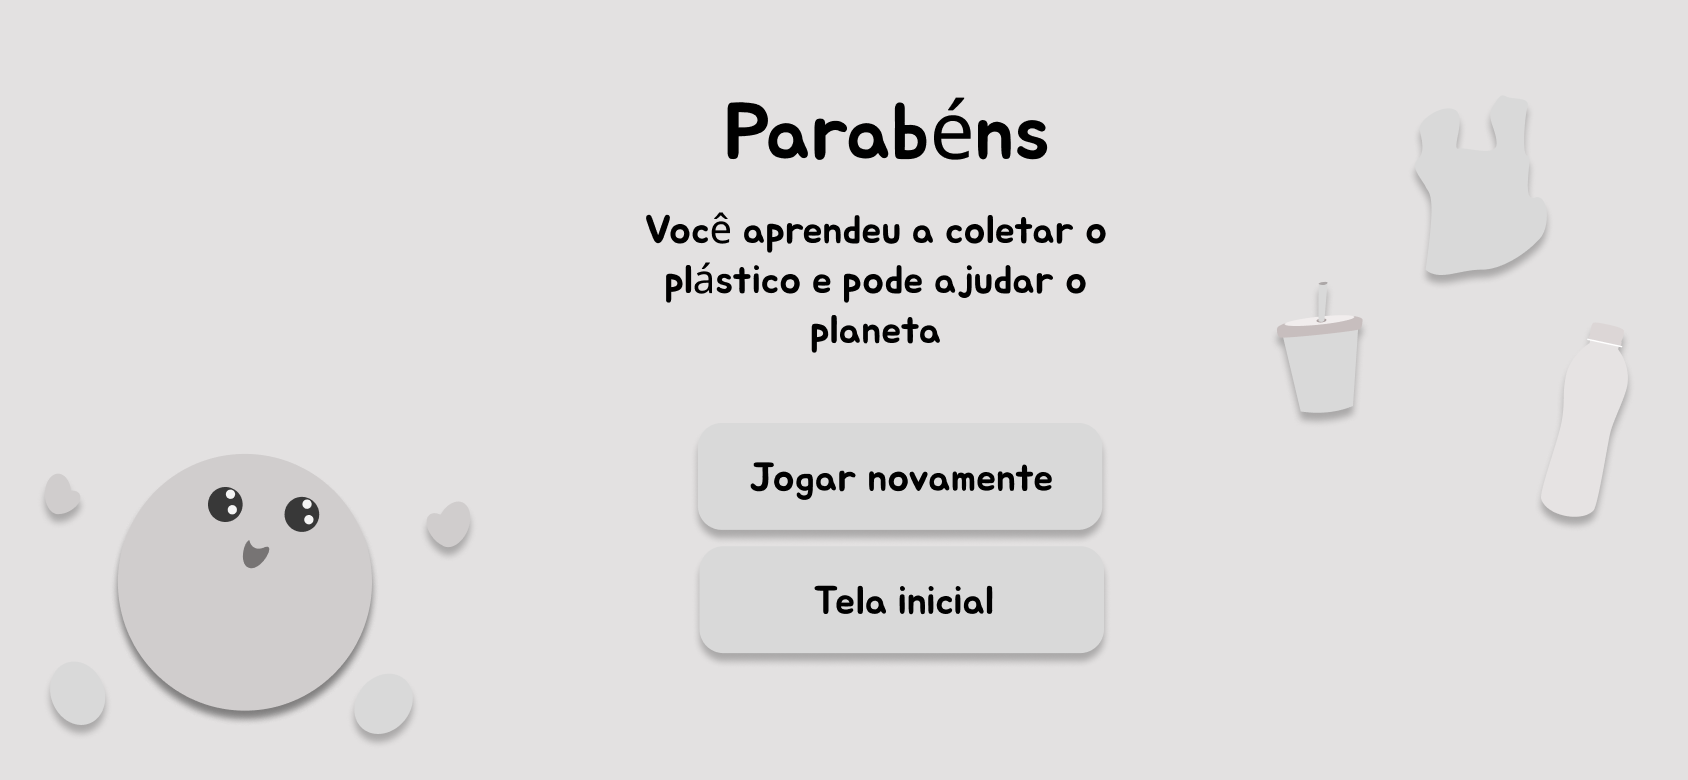 Parabéns
Você aprendeu a coletar o
plástico e pode ajudar o
planeta
Jogar novamente
Tela inicial